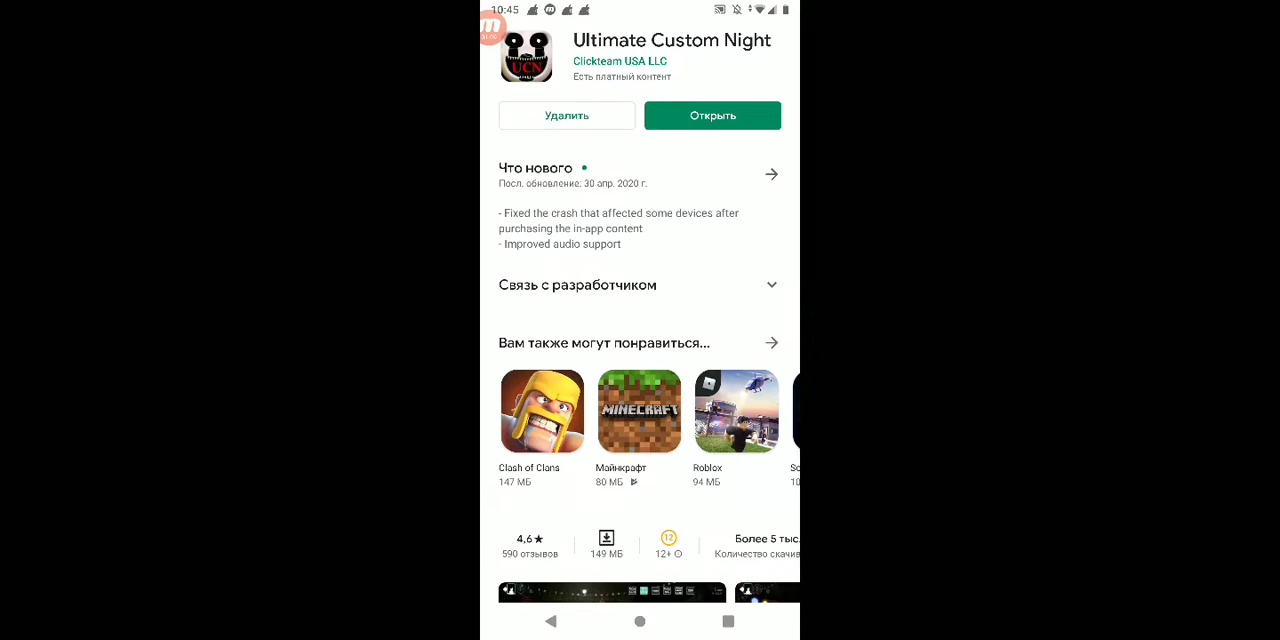 10:45
Ultimate Custom Night
UCN
Clickteam USA LLC
Есть платный контент
Удалить
Открыть
Что нового
Посл. обновление: 30 апр. 2020 г.
- Fixed the crash that affected some devices after
purchasing the in-app content
- Improved audio support
Связь с разработчиком
Вам также могут понравиться...
MINECRAFT
Clash of Clans
Майнкрафт
Roblox
147 МБ
80 МБ
94 МБ
4,6★
12
Более 5 тыс.
590 отзывов
149 МБ
12+
Количество скачив